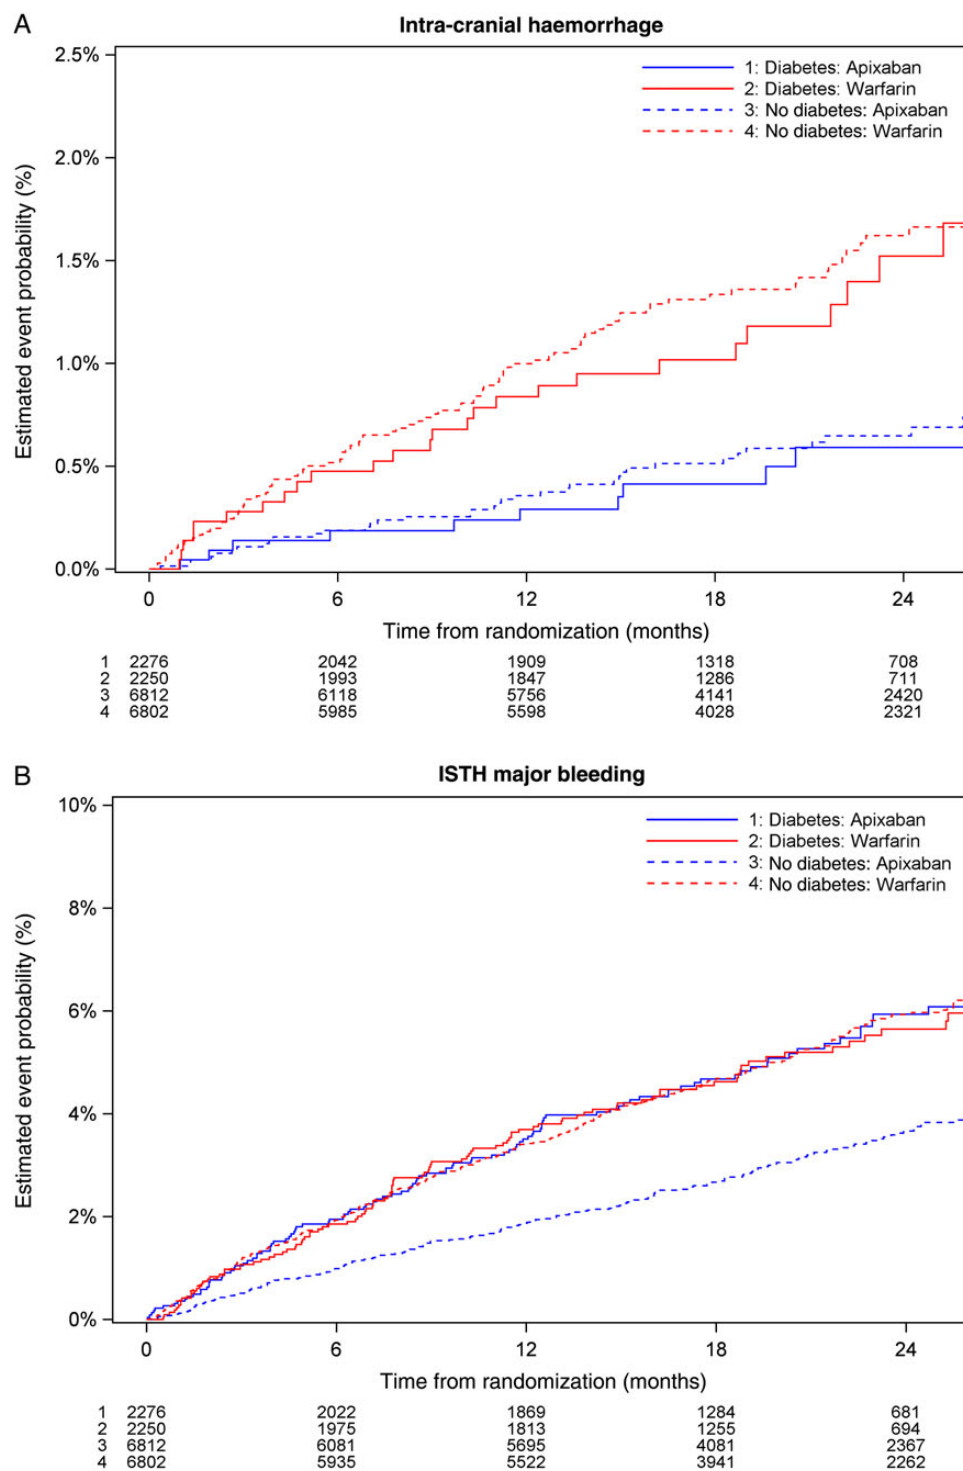 A
Intra-cranial haemorrhage
2.5%
1: Diabetes: Apixaban
2: Diabetes: Warfarin
3: No diabetes: Apixaban
4: No diabetes: Warfarin
2.0%
1.5%
1.0%
0.5%
0.0%
Estimated event probability (%)
0 6 12 18 24
Time from randomization (months)
1 2276 2042 1909 1318 708
2 2250 1993 1847 1286 711
3 6812 6118 5756 4141 2420
4 6802 5985 5598 4028 2321
B
ISTH major bleeding
10%
1: Diabetes: Apixaban
2: Diabetes: Warfarin
3: No diabetes: Apixaban
4: No diabetes: Warfarin
8%
6%
4%
2%
0%
Estimated event probability (%)
0 6 12 18 24
Time from randomization (months)
1 2276 2022 1869 1284 681
2 2250 1975 1813 1255 694
3 6812 6081 5695 4081 2367
4 6802 5935 5522 3941 2262